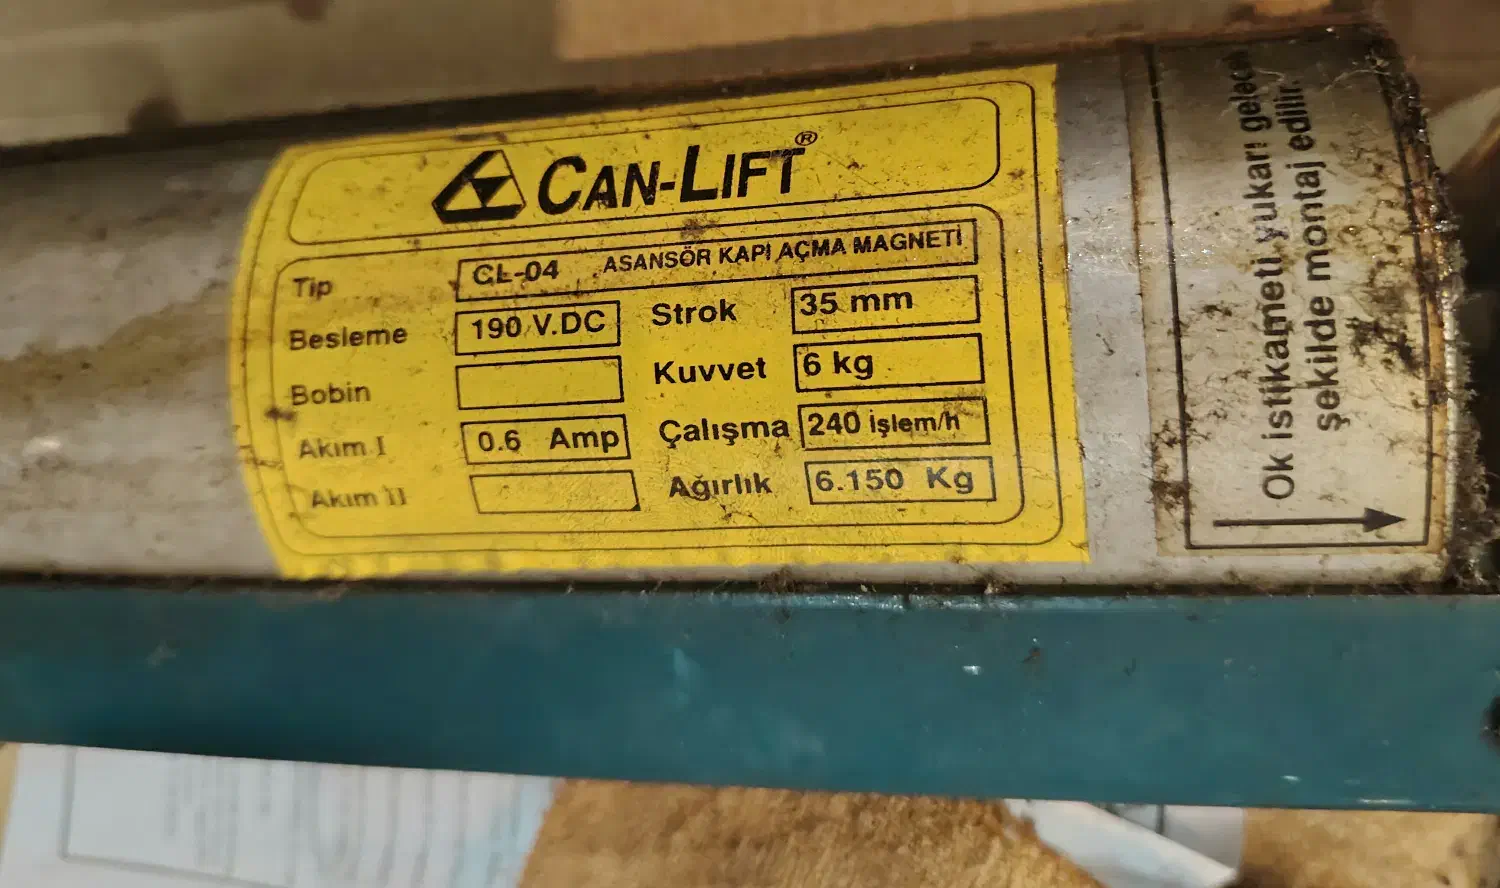 CAN-LIFT®
Tip CL-04 ASANSÖR KAPI AÇMA MAGNETİ
Besleme 190 V.DC Strok 35 mm
Bobin Kuvvet 6 kg
Akım I 0.6 Amp Çalışma 240 işlem/h
Akım II Ağırlık 6.150 Kg
Ok istikameti yukarı
şekilde montaj edilir.